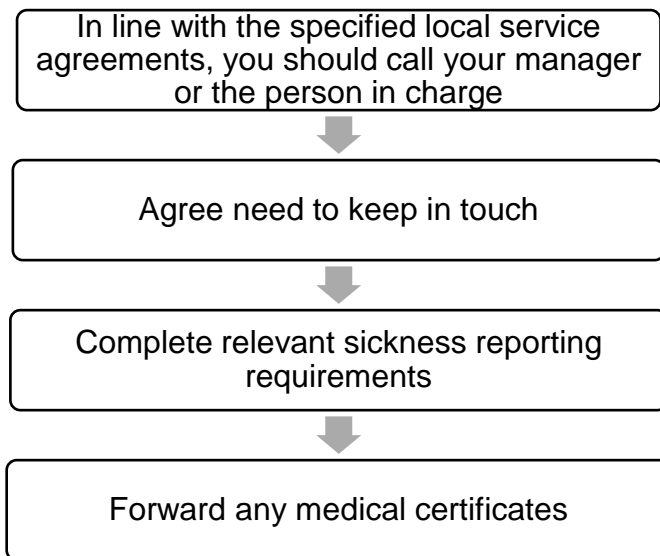 In line with the specified local service
agreements, you should call your manager
or the person in charge
Agree need to keep in touch
Complete relevant sickness reporting
requirements
Forward any medical certificates